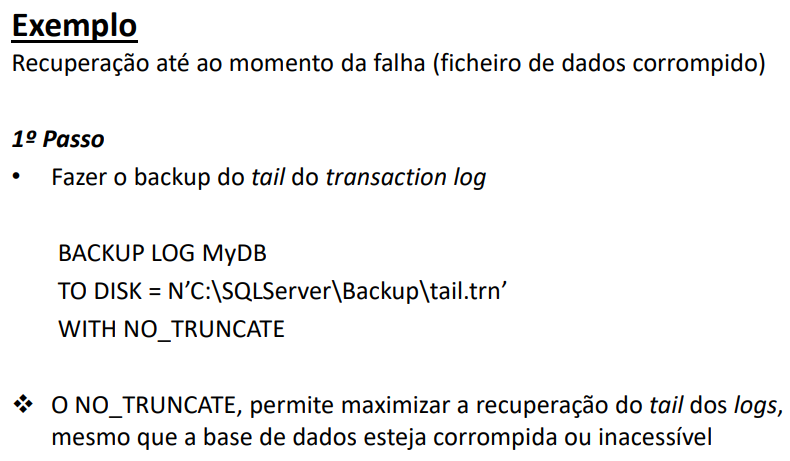 Exemplo
Recuperação até ao momento da falha (ficheiro de dados corrompido)
1º Passo
• Fazer o backup do tail do transaction log
BACKUP LOG MyDB
TO DISK = N’C:\SQLServer\Backup\tail.trn’
WITH NO_TRUNCATE
❖ O NO_TRUNCATE, permite maximizar a recuperação do tail dos logs,
mesmo que a base de dados esteja corrompida ou inacessível